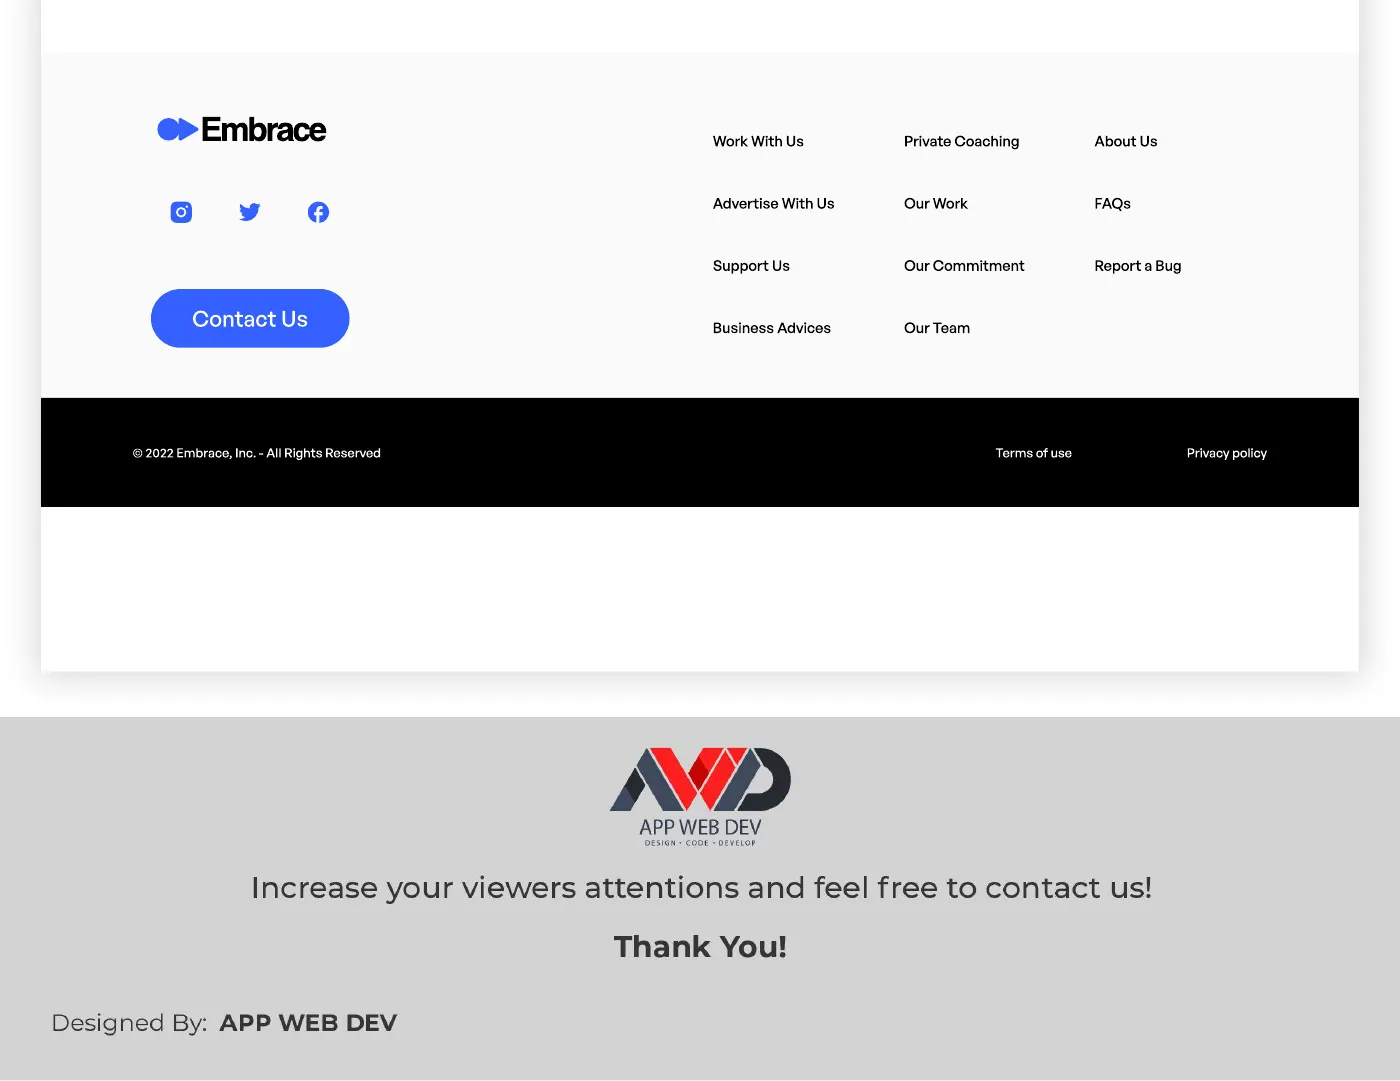 Embrace
Contact Us
Work With Us
Advertise With Us
Support Us
Business Advices
Private Coaching
Our Work
Our Commitment
Our Team
About Us
FAQs
Report a Bug
© 2022 Embrace, Inc. - All Rights Reserved
Terms of use
Privacy policy
AWD
APP WEB DEV
DESIGN • CODE • DEVELOP
Increase your viewers attentions and feel free to contact us!
Thank You!
Designed By: APP WEB DEV